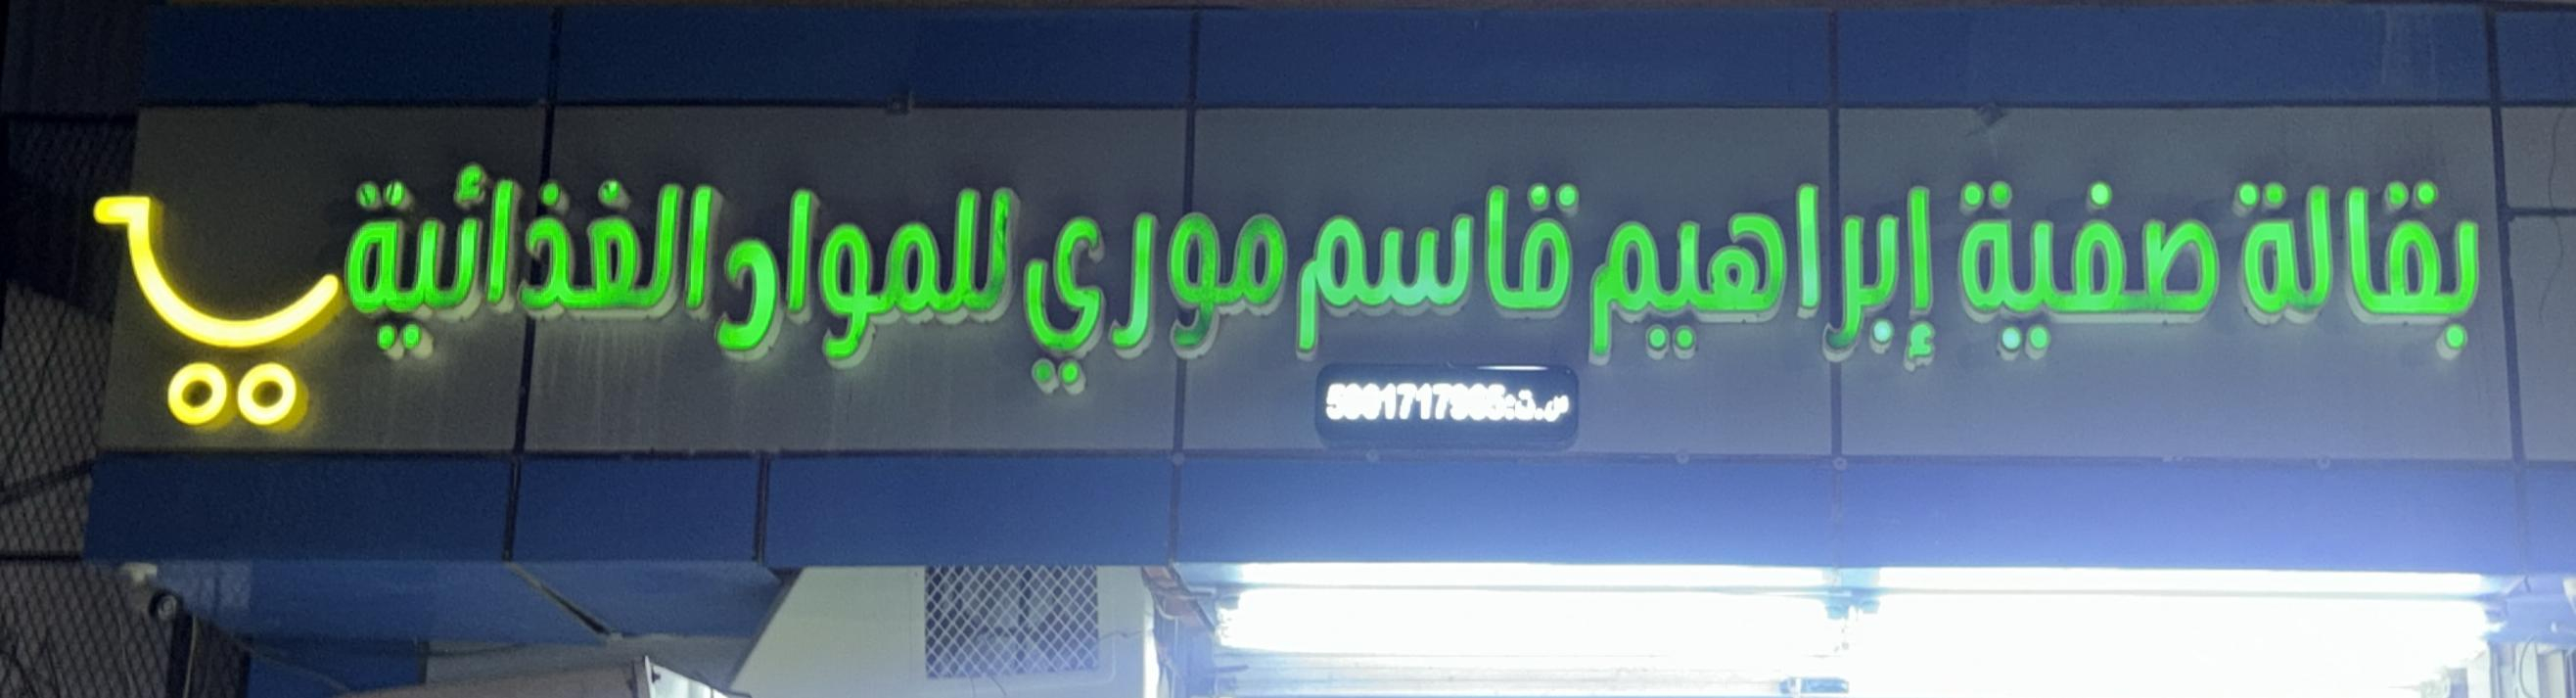 بقالة صفية إبراهيم قاسم موري للمواد الغذائية
س.ت: